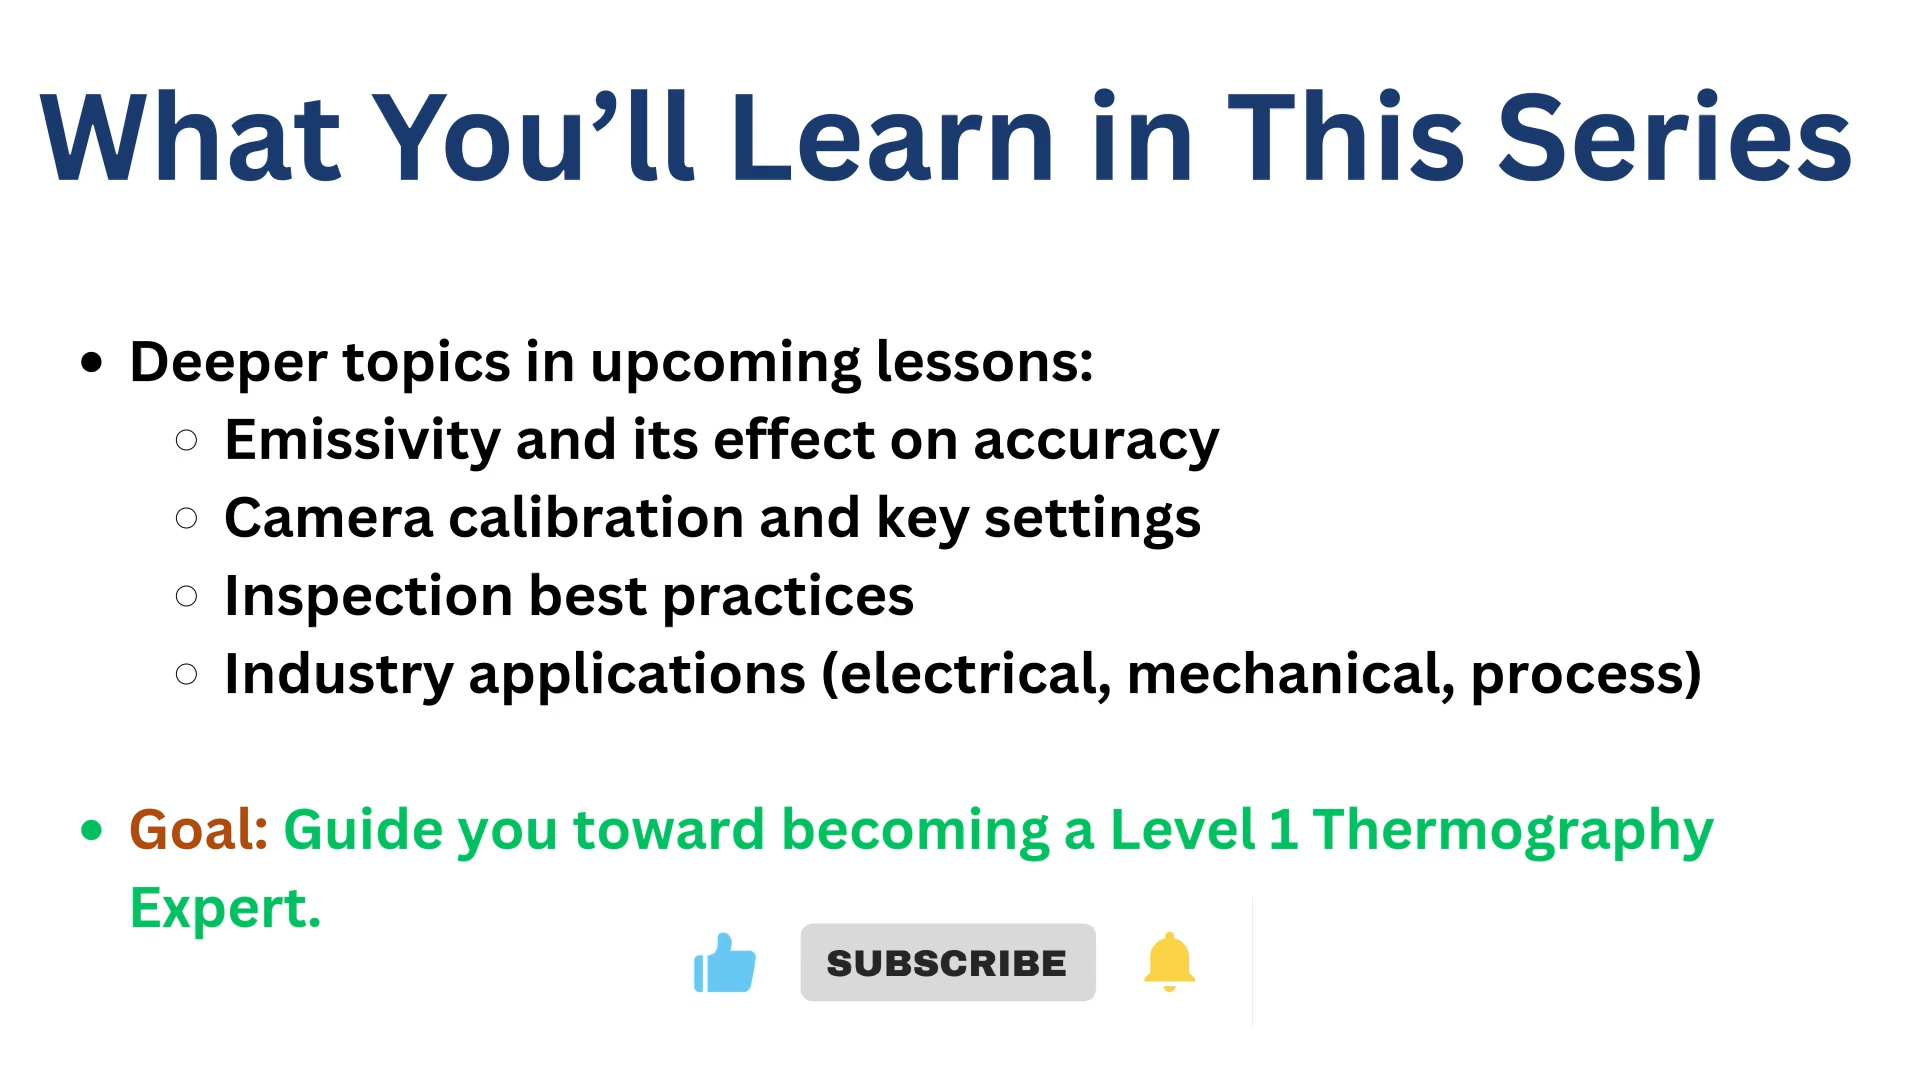 What You’ll Learn in This Series
Deeper topics in upcoming lessons:
Emissivity and its effect on accuracy
Camera calibration and key settings
Inspection best practices
Industry applications (electrical, mechanical, process)
Goal: Guide you toward becoming a Level 1 Thermography
Expert.
SUBSCRIBE